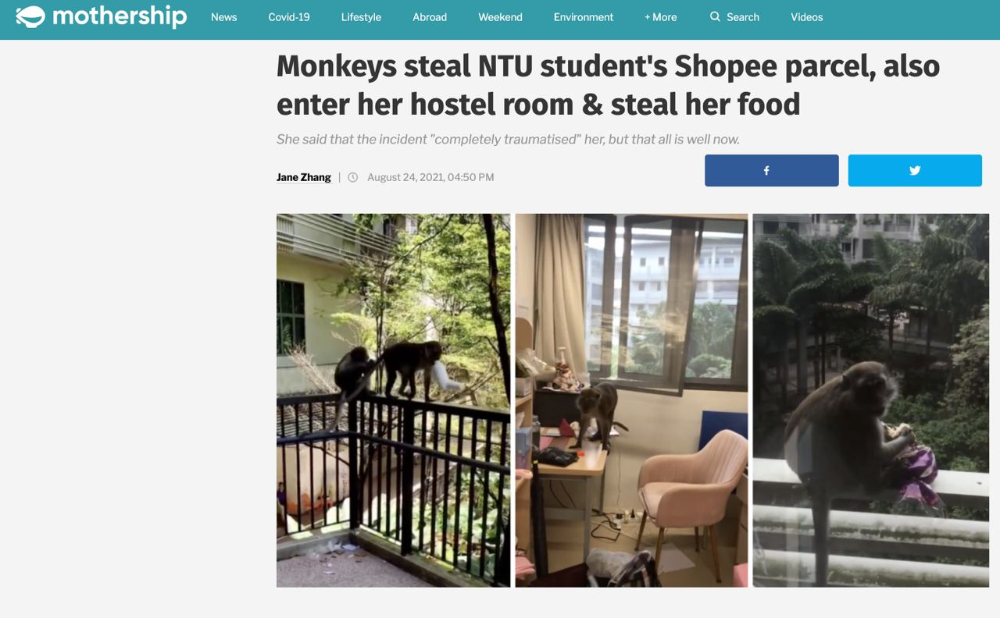 mothership
News
Covid-19
Lifestyle
Abroad
Weekend
Environment
+ More
Search
Videos
Monkeys steal NTU student's Shopee parcel, also
enter her hostel room & steal her food
She said that the incident "completely traumatised" her, but that all is well now.
Jane Zhang | August 24, 2021, 04:50 PM